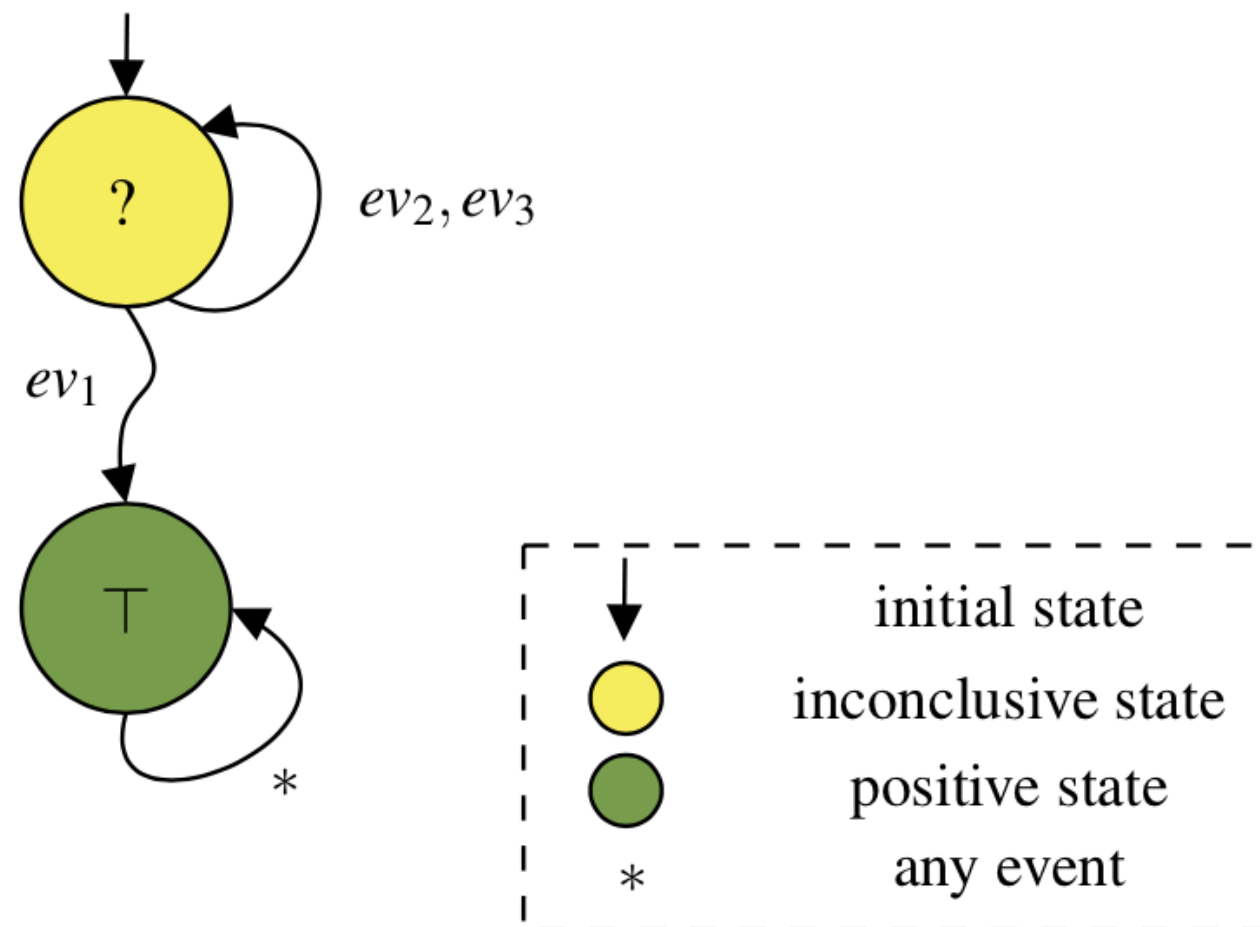 ?
ev₂, ev₃
ev₁
⊤
*
initial state
inconclusive state
positive state
* any event